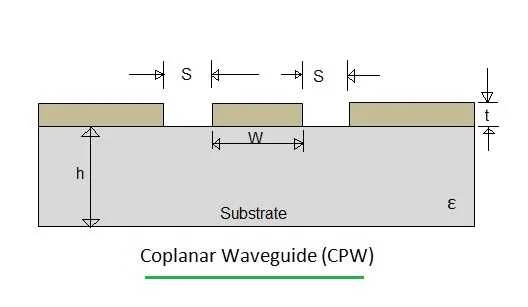 S S
t
W
h
Substrate ε
Coplanar Waveguide (CPW)